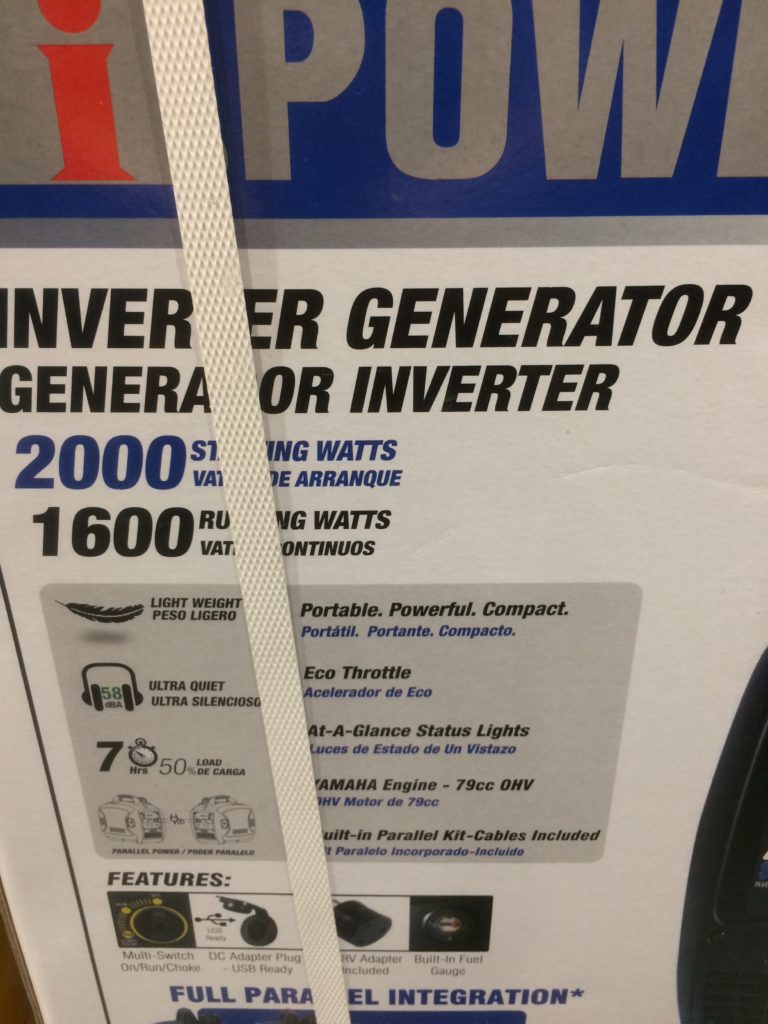 iPOW
INVER ER GENERATOR
GENERA OR INVERTER
2000 ST ING WATTS
VAT DE ARRANQUE
1600 RU NG WATTS
VAT ONTINUOS
LIGHT WEIGHT
PESO LIGERO
Portable. Powerful. Compact.
Portátil. Portante. Compacto.
58
dBA
ULTRA QUIET
ULTRA SILENCIOSO
Eco Throttle
Acelerador de Eco
At-A-Glance Status Lights
Luces de Estado de Un Vistazo
7 Hrs 50% LOAD
DE CARGA
YAMAHA Engine - 79cc OHV
OHV Motor de 79cc
PARALLEL POWER / PODER PARALELO
uilt-in Parallel Kit-Cables Included
it Paralelo Incorporado-Incluido
FEATURES:
USB
Ready
Multi-Switch
On/Run/Choke
DC Adapter Plug
- USB Ready
RV Adapter
Included
Built-In Fuel
Gauge
FULL PARA EL INTEGRATION*